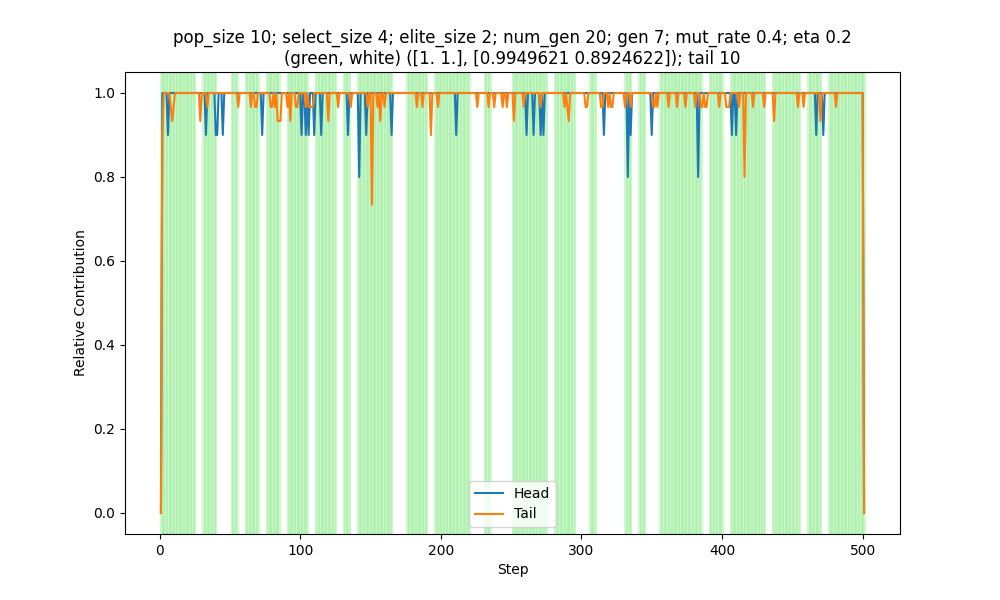 pop_size 10; select_size 4; elite_size 2; num_gen 20; gen 7; mut_rate 0.4; eta 0.2
(green, white) ([1. 1.], [0.9949621 0.8924622]); tail 10
1.0
0.8
0.6
0.4
0.2
0.0
Relative Contribution
Head
Tail
0
100
200
300
400
500
Step